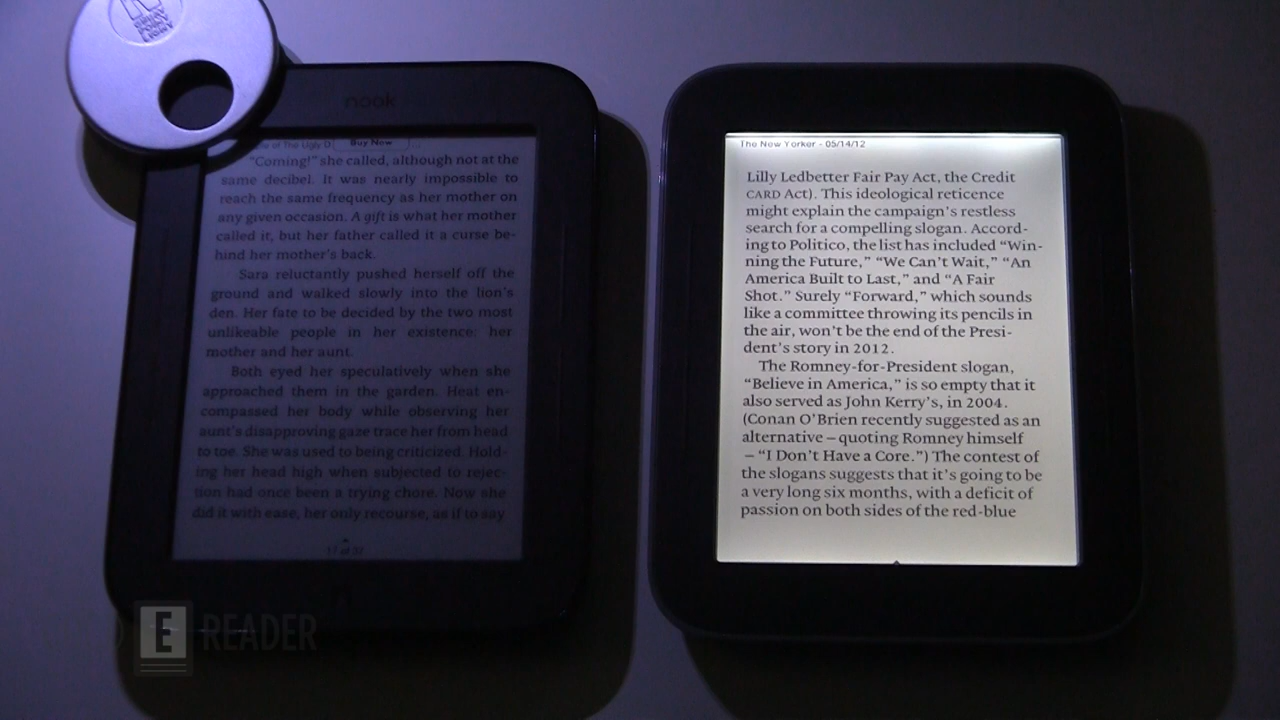 nook
of The Ugly D
Buy Now
"Coming!" she called, although not at the
same decibel. It was nearly impossible to
reach the same frequency as her mother on
any given occasion. A gift is what her mother
called it, but her father called it a curse be-
hind her mother's back.
Sara reluctantly pushed herself off the
ground and walked slowly into the lion's
den. Her fate to be decided by the two most
unlikeable people in her existence: her
mother and her aunt.
Both eyed her speculatively when she
approached them in the garden. Heat en-
compassed her body while observing her
aunt's disapproving gaze trace her from head
to toe. She was used to being criticized. Hold-
ing her head high when subjected to rejec-
tion had once been a trying chore. Now she
did it with ease, her only recourse, as if to say
The New Yorker - 05/14/12
Lilly Ledbetter Fair Pay Act, the Credit
CARD Act). This ideological reticence
might explain the campaign's restless
search for a compelling slogan. Accord-
ing to Politico, the list has included “Win-
ning the Future,” “We Can't Wait,” “An
America Built to Last,” and “A Fair
Shot.” Surely “Forward,” which sounds
like a committee throwing its pencils in
the air, won't be the end of the Presi-
dent's story in 2012.
The Romney-for-President slogan,
“Believe in America,” is so empty that it
also served as John Kerry's, in 2004.
(Conan O'Brien recently suggested as an
alternative – quoting Romney himself
– “I Don't Have a Core.”) The contest of
the slogans suggests that it's going to be
a very long six months, with a deficit of
passion on both sides of the red-blue
E READER